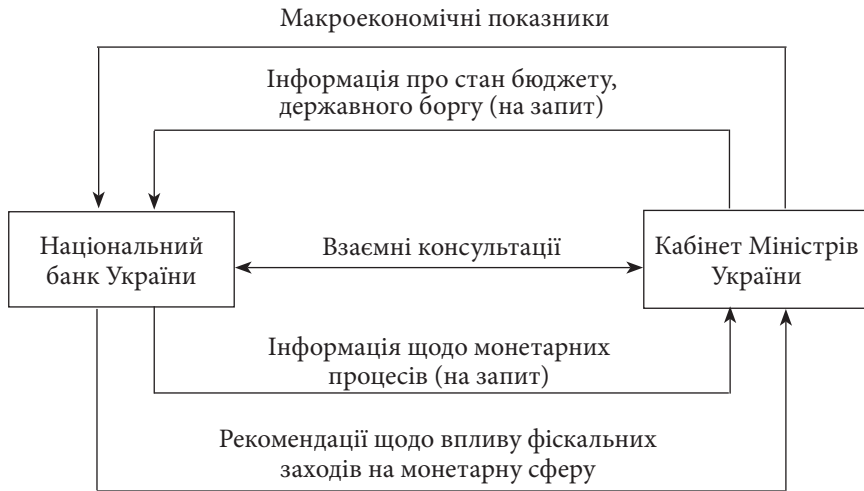 Макроекономічні показники
Інформація про стан бюджету,
державного боргу (на запит)
Національний
банк України
Взаємні консультації
Кабінет Міністрів
України
Інформація щодо монетарних
процесів (на запит)
Рекомендації щодо впливу фіскальних
заходів на монетарну сферу